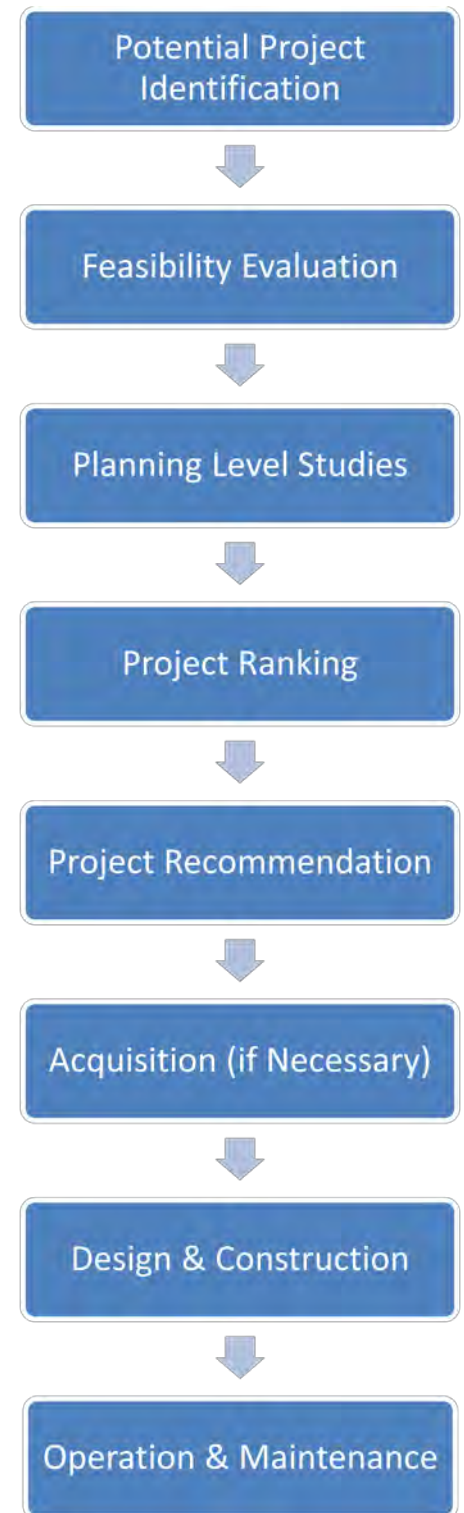 Potential Project
Identification
Feasibility Evaluation
Planning Level Studies
Project Ranking
Project Recommendation
Acquisition (if Necessary)
Design & Construction
Operation & Maintenance